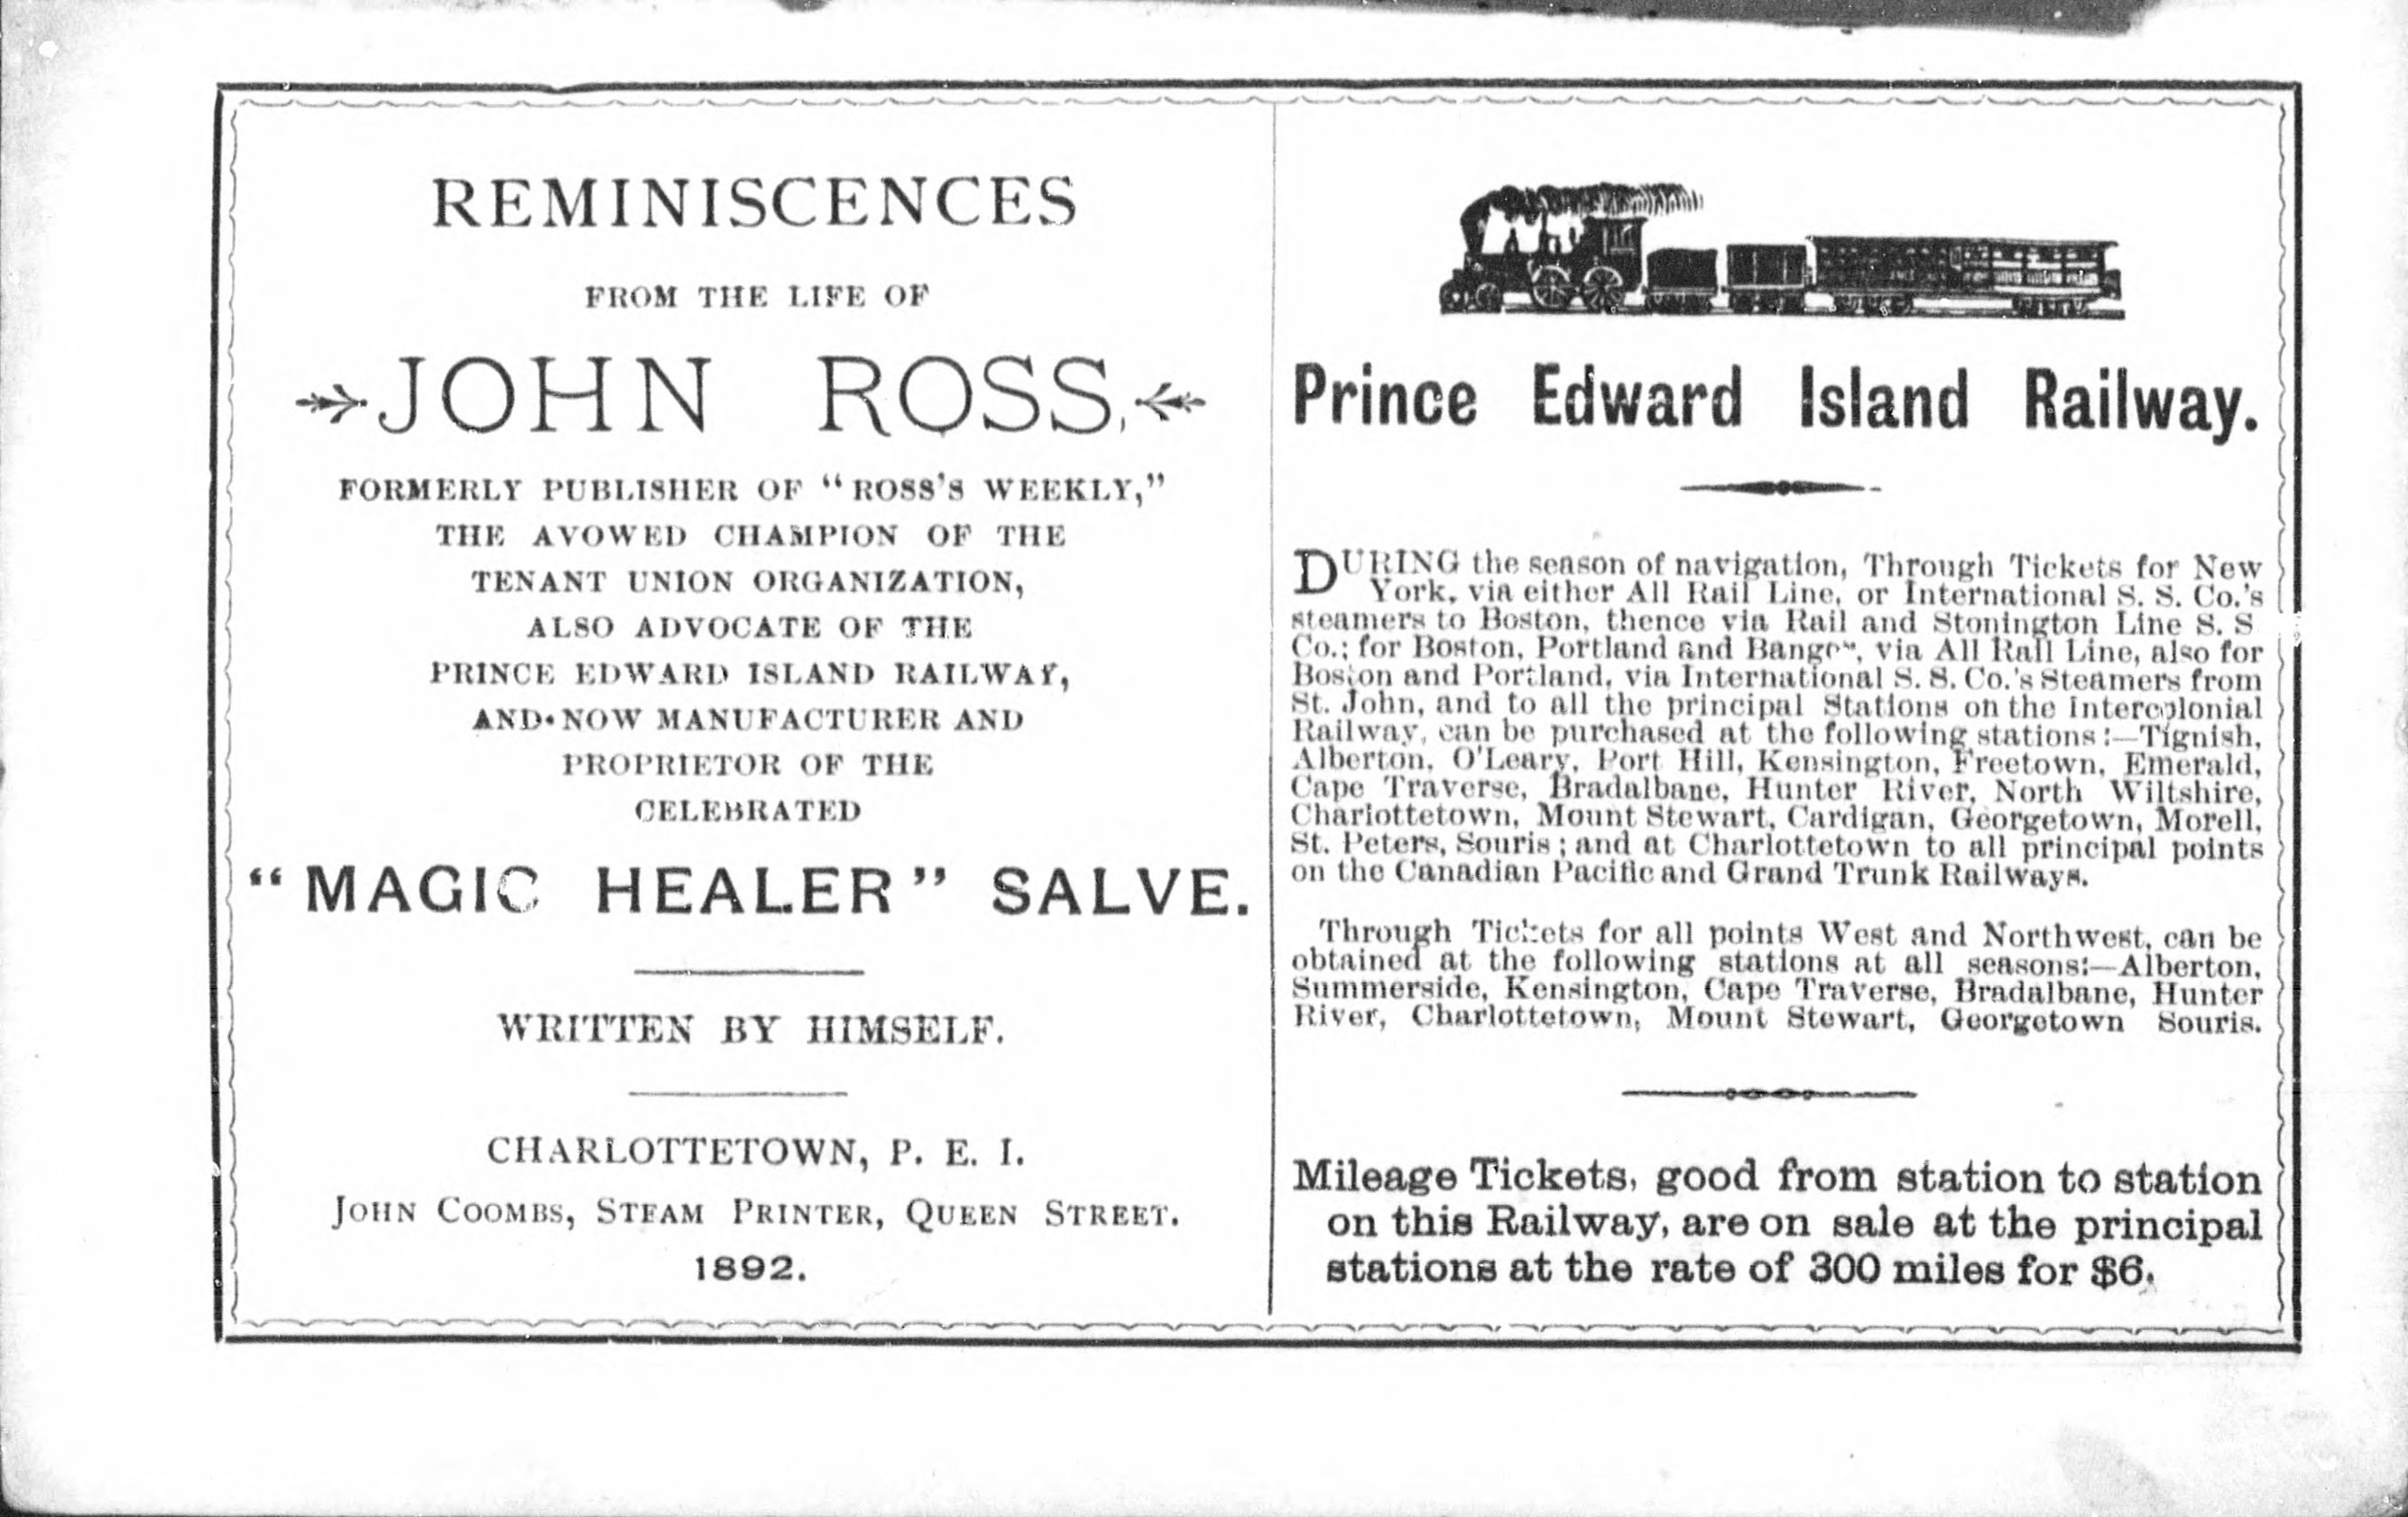 REMINISCENCES
FROM THE LIFE OF
JOHN ROSS,
FORMERLY PUBLISHER OF "ROSS'S WEEKLY,"
THE AVOWED CHAMPION OF THE
TENANT UNION ORGANIZATION,
ALSO ADVOCATE OF THE
PRINCE EDWARD ISLAND RAILWAY,
AND NOW MANUFACTURER AND
PROPRIETOR OF THE
CELEBRATED
"MAGIC HEALER" SALVE.
WRITTEN BY HIMSELF.
CHARLOTTETOWN, P. E. I.
JOHN COOMBS, STEAM PRINTER, QUEEN STREET.
1892.
Prince Edward Island Railway.
DURING the season of navigation, Through Tickets for New
York, via either All Rail Line, or International S. S. Co.'s
steamers to Boston, thence via Rail and Stonington Line S. S
Co.; for Boston, Portland and Bangor, via All Rail Line, also for
Boston and Portland, via International S. S. Co.'s Steamers from
St. John, and to all the principal Stations on the Intercolonial
Railway, can be purchased at the following stations:—Tignish,
Alberton, O'Leary, Port Hill, Kensington, Freetown, Emerald,
Cape Traverse, Bradalbane, Hunter River, North Wiltshire,
Charlottetown, Mount Stewart, Cardigan, Georgetown, Morell,
St. Peters, Souris; and at Charlottetown to all principal points
on the Canadian Pacific and Grand Trunk Railways.
Through Tickets for all points West and Northwest, can be
obtained at the following stations at all seasons:—Alberton,
Summerside, Kensington, Cape Traverse, Bradalbane, Hunter
River, Charlottetown, Mount Stewart, Georgetown Souris.
Mileage Tickets, good from station to station
on this Railway, are on sale at the principal
stations at the rate of 300 miles for $6.